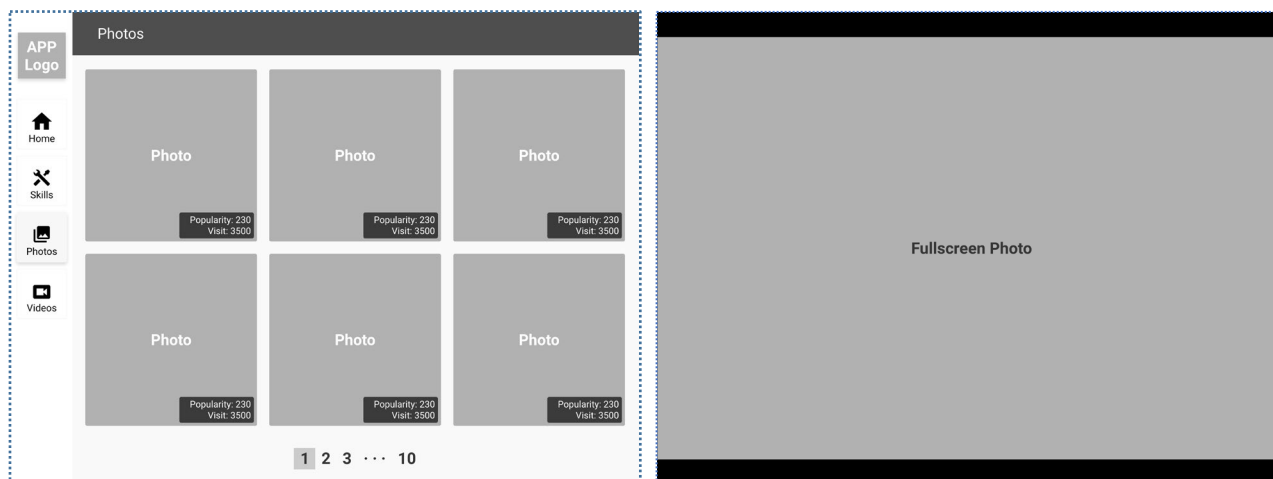 APP
Logo
Home
Skills
Photos
Videos
Photos
Photo
Popularity: 230
Visit: 3500
Photo
Popularity: 230
Visit: 3500
Photo
Popularity: 230
Visit: 3500
Photo
Popularity: 230
Visit: 3500
Photo
Popularity: 230
Visit: 3500
Photo
Popularity: 230
Visit: 3500
1 2 3 ··· 10
Fullscreen Photo